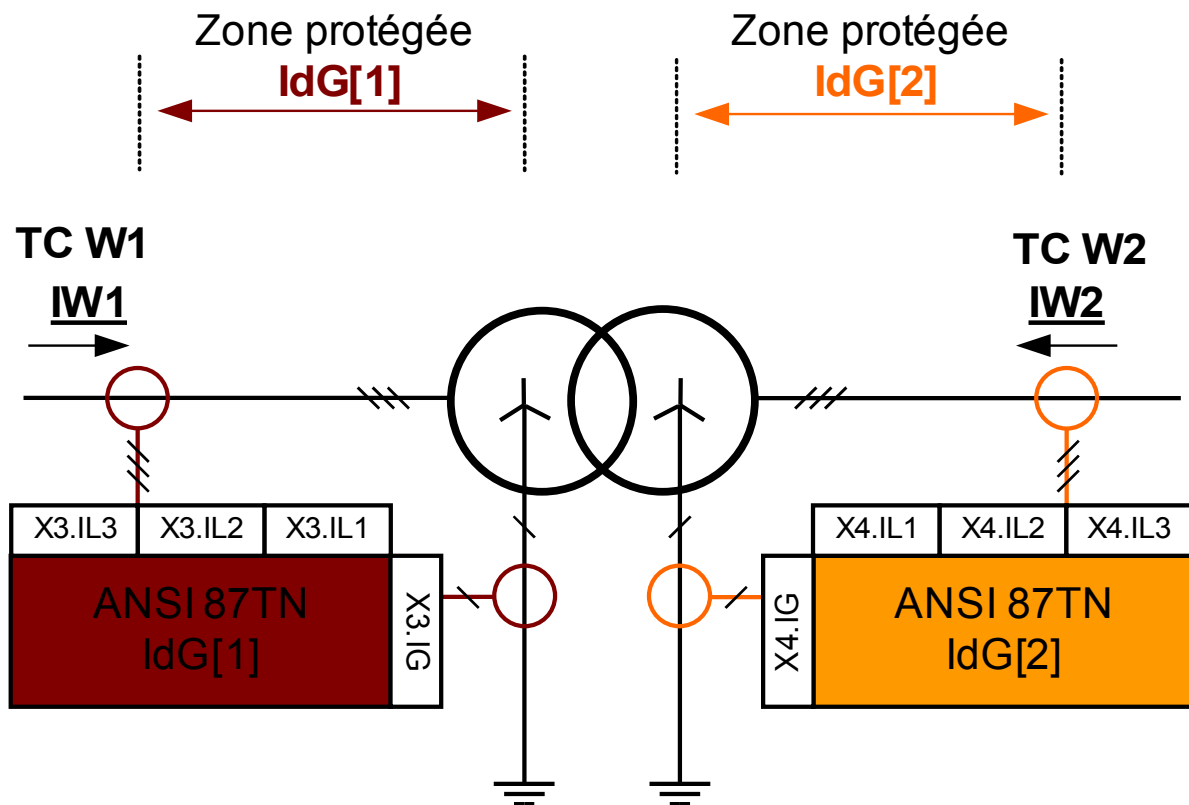 Zone protégée
IdG[1]
Zone protégée
IdG[2]
TC W1
IW1
TC W2
IW2
X3.IL3 X3.IL2 X3.IL1
ANSI 87TN
IdG[1]
X3.IG
X4.IL1 X4.IL2 X4.IL3
X4.IG
ANSI 87TN
IdG[2]